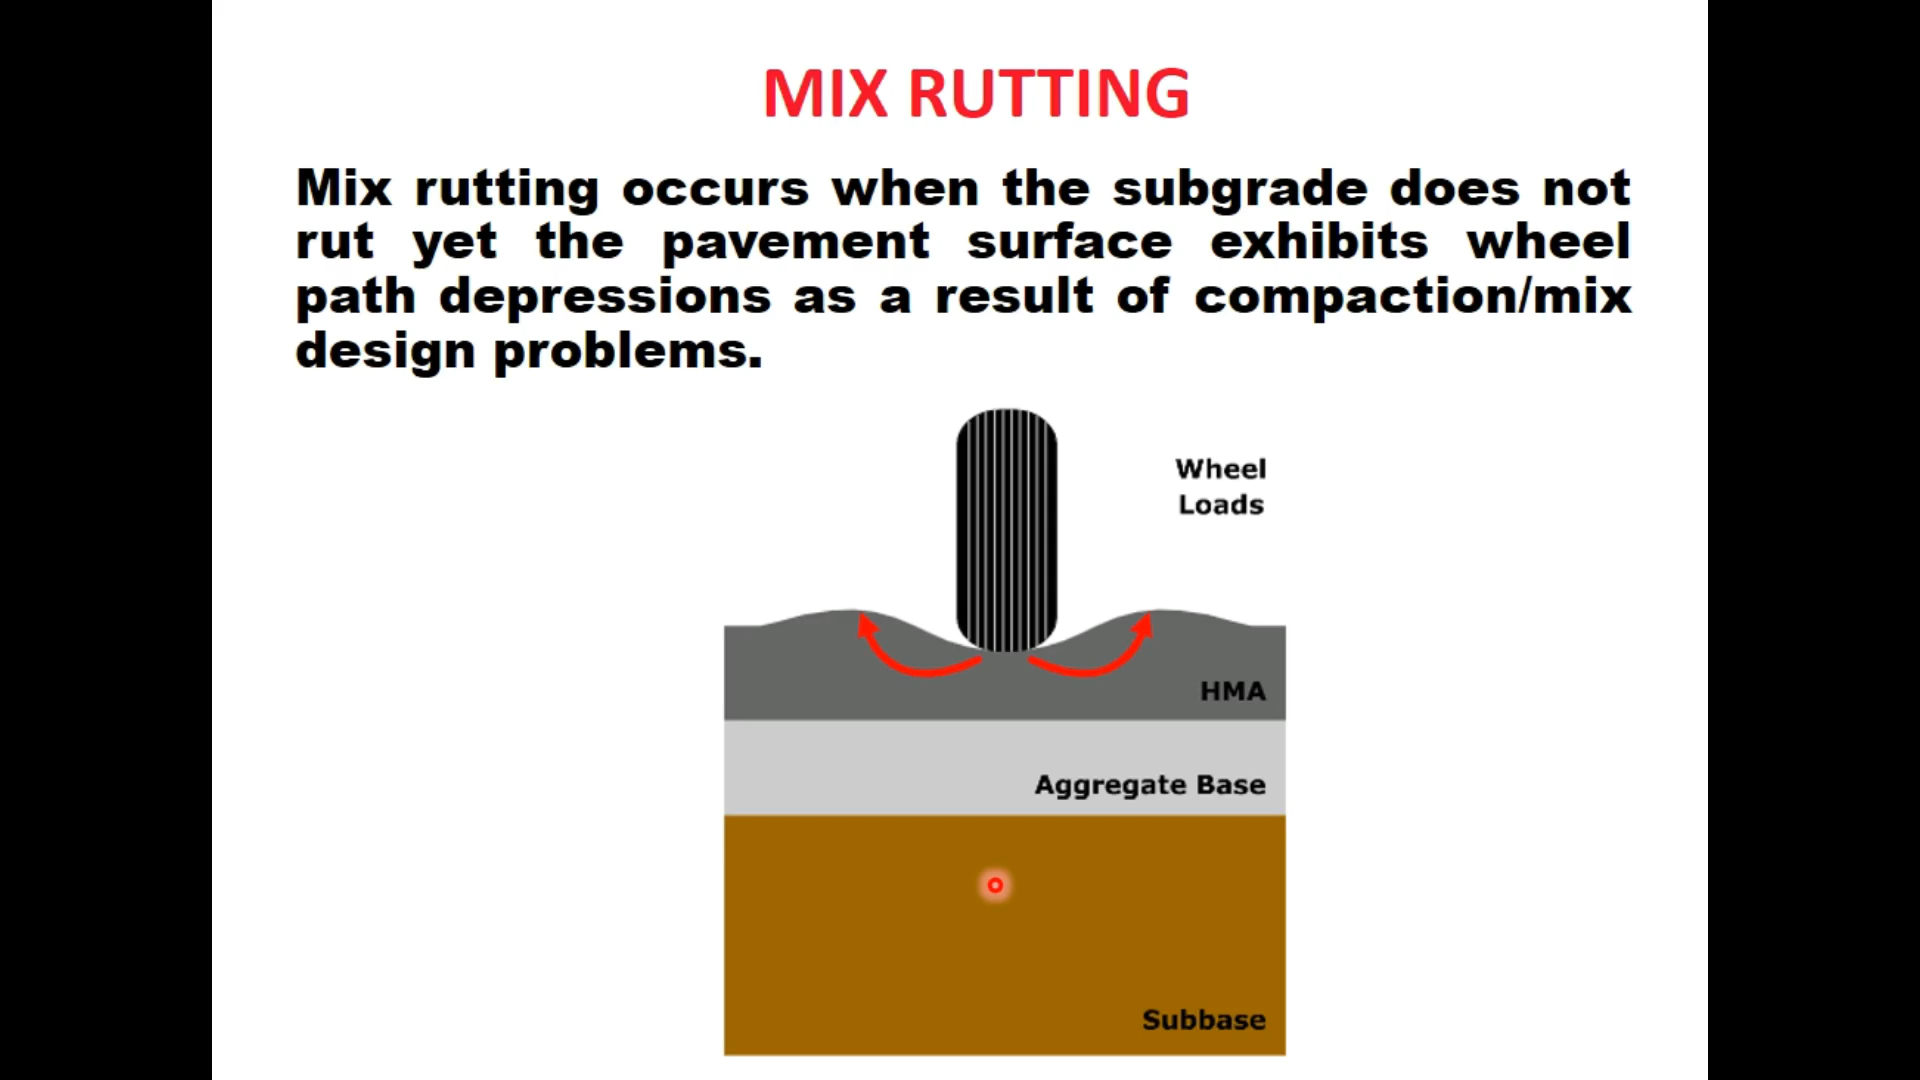 MIX RUTTING
Mix rutting occurs when the subgrade does not
rut yet the pavement surface exhibits wheel
path depressions as a result of compaction/mix
design problems.
Wheel
Loads
HMA
Aggregate Base
Subbase